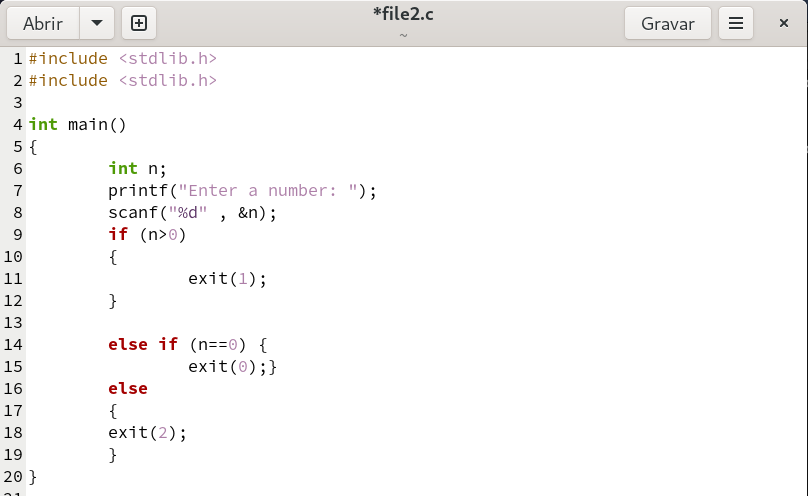 Abrir
*file2.c
~
Gravar
1 #include <stdlib.h>
2 #include <stdlib.h>
3
4 int main()
5 {
6         int n;
7         printf("Enter a number: ");
8         scanf("%d" , &n);
9         if (n>0)
10         {
11                 exit(1);
12         }
13
14         else if (n==0) {
15                 exit(0);}
16         else
17         {
18         exit(2);
19         }
20 }
21